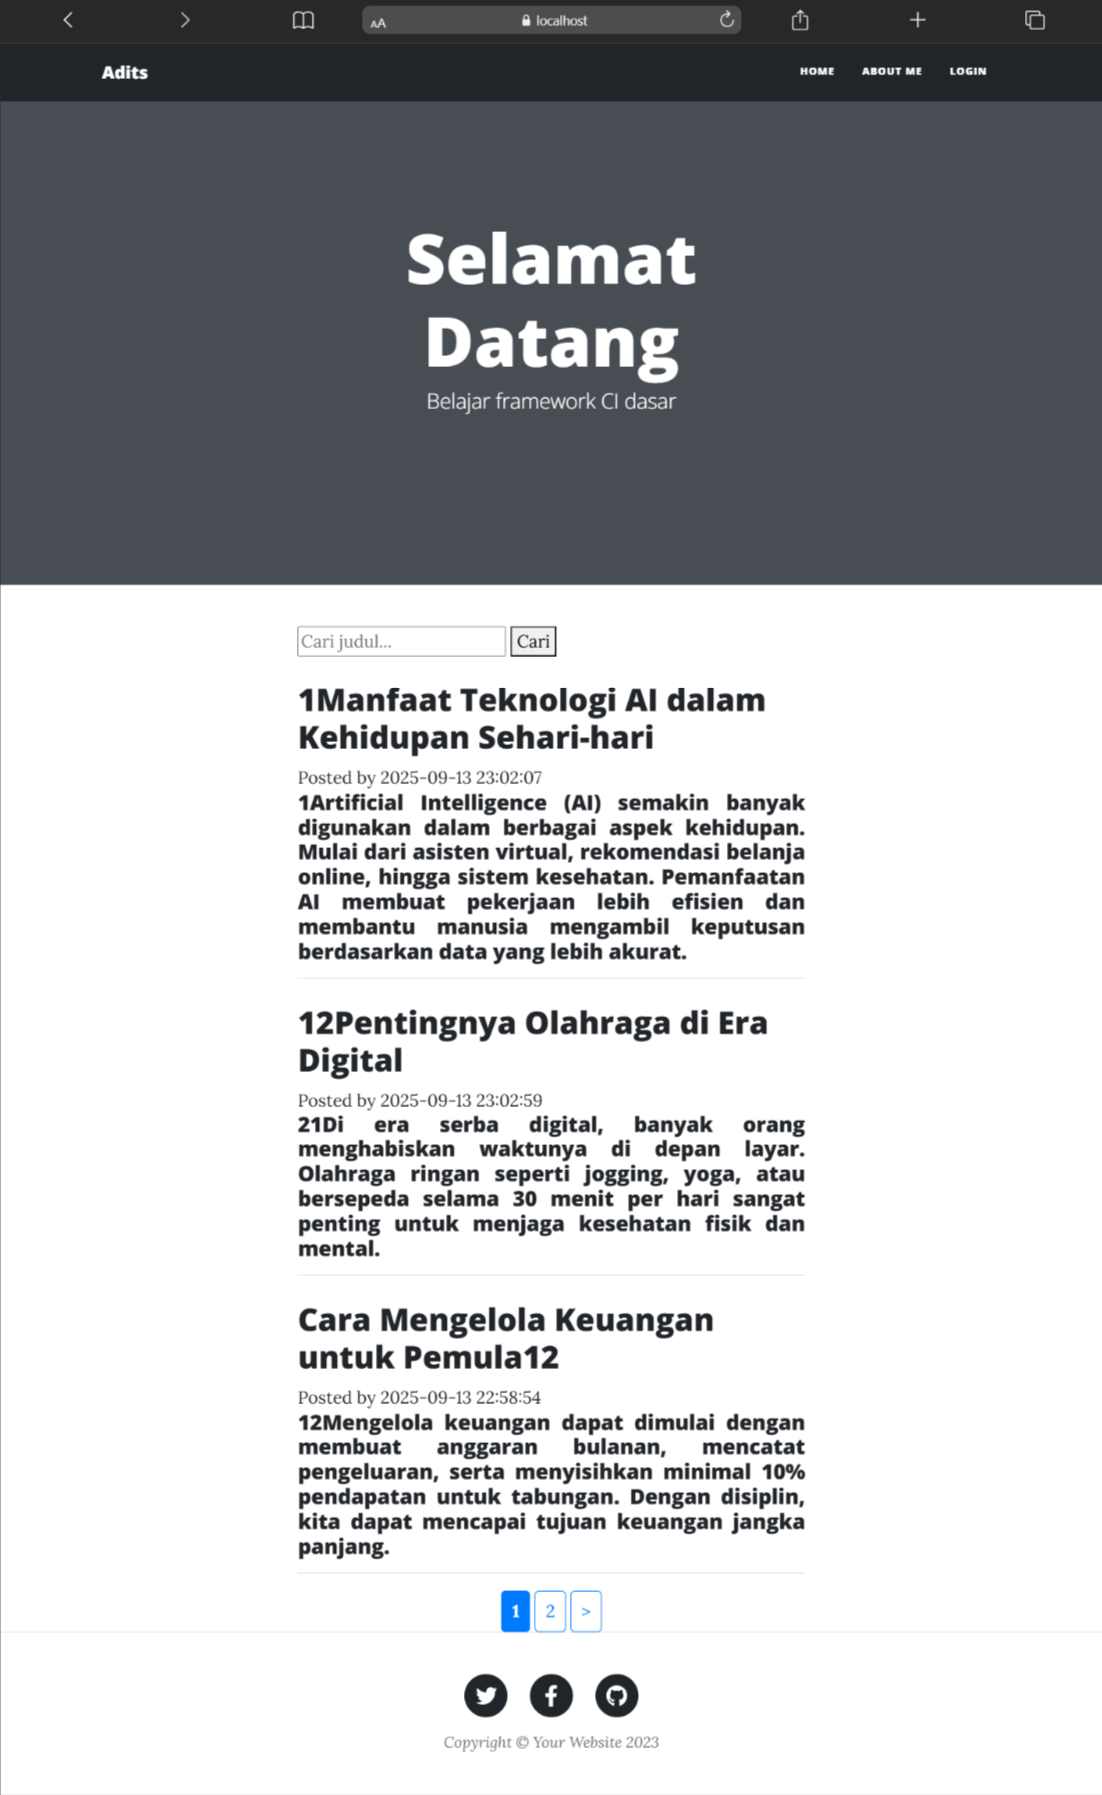 AA localhost
Adits
HOME ABOUT ME LOGIN
Selamat
Datang
Belajar framework CI dasar
Cari judul... Cari
1Manfaat Teknologi AI dalam
Kehidupan Sehari-hari
Posted by 2025-09-13 23:02:07
1Artificial Intelligence (AI) semakin banyak
digunakan dalam berbagai aspek kehidupan.
Mulai dari asisten virtual, rekomendasi belanja
online, hingga sistem kesehatan. Pemanfaatan
AI membuat pekerjaan lebih efisien dan
membantu manusia mengambil keputusan
berdasarkan data yang lebih akurat.
12Pentingnya Olahraga di Era
Digital
Posted by 2025-09-13 23:02:59
21Di era serba digital, banyak orang
menghabiskan waktunya di depan layar.
Olahraga ringan seperti jogging, yoga, atau
bersepeda selama 30 menit per hari sangat
penting untuk menjaga kesehatan fisik dan
mental.
Cara Mengelola Keuangan
untuk Pemula12
Posted by 2025-09-13 22:58:54
12Mengelola keuangan dapat dimulai dengan
membuat anggaran bulanan, mencatat
pengeluaran, serta menyisihkan minimal 10%
pendapatan untuk tabungan. Dengan disiplin,
kita dapat mencapai tujuan keuangan jangka
panjang.
1 2 >
Copyright © Your Website 2023